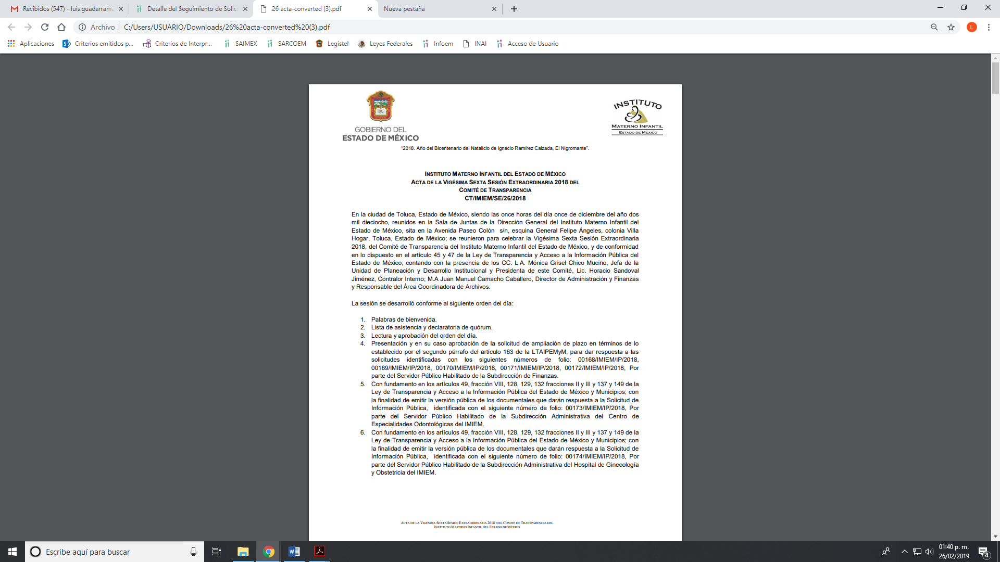 Recibidos (547) - luis.guadarrama
Detalle del Seguimiento de Solici
26 acta-converted (3).pdf
Nueva pestaña
Archivo
C:/Users/USUARIO/Downloads/26%20acta-converted%20(3).pdf
L
Aplicaciones
Criterios emitidos p...
Criterios de Interpr...
SAIMEX
SARCOEM
Legistel
Leyes Federales
Infoem
INAI
Acceso de Usuario
GOBIERNO DEL
ESTADO DE MÉXICO
INSTITUTO
MATERNO INFANTIL
ESTADO DE MEXICO
“2018. Año del Bicentenario del Natalicio de Ignacio Ramírez Calzada, El Nigromante”.
INSTITUTO MATERNO INFANTIL DEL ESTADO DE MÉXICO
ACTA DE LA VIGÉSIMA SEXTA SESIÓN EXTRAORDINARIA 2018 DEL
COMITÉ DE TRANSPARENCIA
CT/IMIEM/SE/26/2018
En la ciudad de Toluca, Estado de México, siendo las once horas del día once de diciembre del año dos
mil dieciocho, reunidos en la Sala de Juntas de la Dirección General del Instituto Materno Infantil del
Estado de México, sita en la Avenida Paseo Colón s/n, esquina General Felipe Ángeles, colonia Villa
Hogar, Toluca, Estado de México; se reunieron para celebrar la Vigésima Sexta Sesión Extraordinaria
2018, del Comité de Transparencia del Instituto Materno Infantil del Estado de México, y de conformidad
en lo dispuesto en el artículo 45 y 47 de la Ley de Transparencia y Acceso a la Información Pública del
Estado de México; contando con la presencia de los CC. L.A. Mónica Grisel Chico Muciño, Jefa de la
Unidad de Planeación y Desarrollo Institucional y Presidenta de este Comité, Lic. Horacio Sandoval
Jiménez, Contralor Interno; M.A Juan Manuel Camacho Caballero, Director de Administración y Finanzas
y Responsable del Área Coordinadora de Archivos.
La sesión se desarrolló conforme al siguiente orden del día:
1. Palabras de bienvenida.
2. Lista de asistencia y declaratoria de quórum.
3. Lectura y aprobación del orden del día.
4. Presentación y en su caso aprobación de la solicitud de ampliación de plazo en términos de lo
establecido por el segundo párrafo del artículo 163 de la LTAIPEMyM, para dar respuesta a las
solicitudes identificadas con los siguientes números de folio: 00168/IMIEM/IP/2018,
00169/IMIEM/IP/2018, 00170/IMIEM/IP/2018, 00171/IMIEM/IP/2018, 00172/IMIEM/IP/2018, Por
parte del Servidor Público Habilitado de la Subdirección de Finanzas.
5. Con fundamento en los artículos 49, fracción VIII, 128, 129, 132 fracciones II y III y 137 y 149 de la
Ley de Transparencia y Acceso a la Información Pública del Estado de México y Municipios; con
la finalidad de emitir la versión pública de los documentales que darán respuesta a la Solicitud de
Información Pública, identificada con el siguiente número de folio: 00173/IMIEM/IP/2018, Por
parte del Servidor Público Habilitado de la Subdirección Administrativa del Centro de
Especialidades Odontológicas del IMIEM.
6. Con fundamento en los artículos 49, fracción VIII, 128, 129, 132 fracciones II y III y 137 y 149 de la
Ley de Transparencia y Acceso a la Información Pública del Estado de México y Municipios; con
la finalidad de emitir la versión pública de los documentales que darán respuesta a la Solicitud de
Información Pública, identificada con el siguiente número de folio: 00174/IMIEM/IP/2018, Por
parte del Servidor Público Habilitado de la Subdirección Administrativa del Hospital de Ginecología
y Obstetricia del IMIEM.
ACTA DE LA VIGÉSIMA SEXTA SESIÓN EXTRAORDINARIA 2018 DEL COMITÉ DE TRANSPARENCIA DEL
INSTITUTO MATERNO INFANTIL DEL ESTADO DE MÉXICO
Escribe aquí para buscar
01:40 p. m.
26/02/2019
4